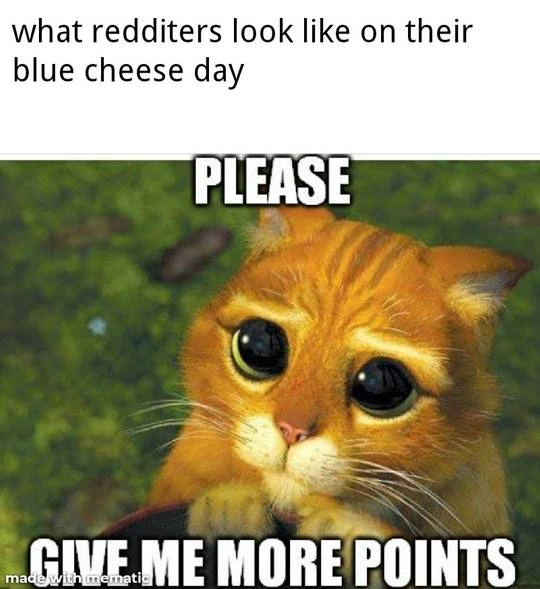 what redditers look like on their
blue cheese day
PLEASE
GIVE ME MORE POINTS
made with mematic